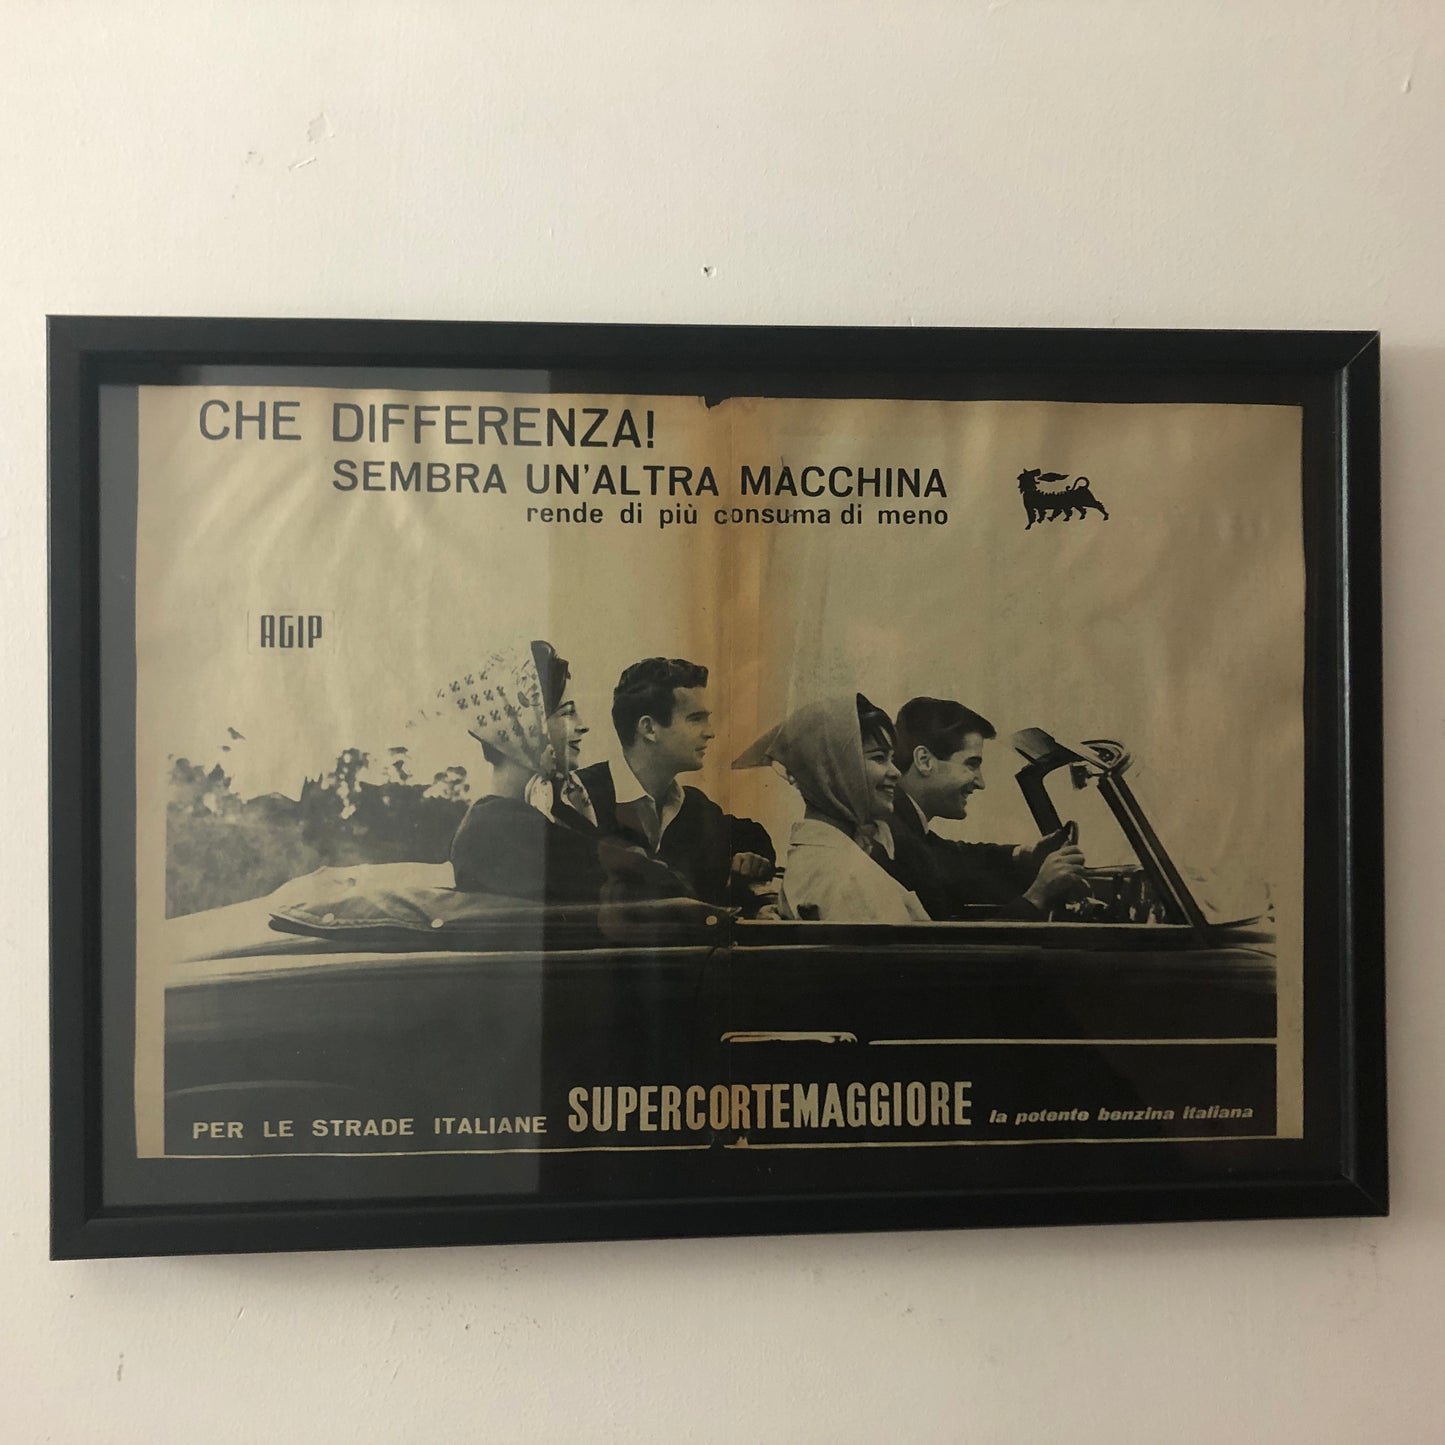 CHE DIFFERENZA!
SEMBRA UN'ALTRA MACCHINA
rende di più consuma di meno
AGIP
PER LE STRADE ITALIANE SUPERCORTEMAGGIORE la potente benzina italiana